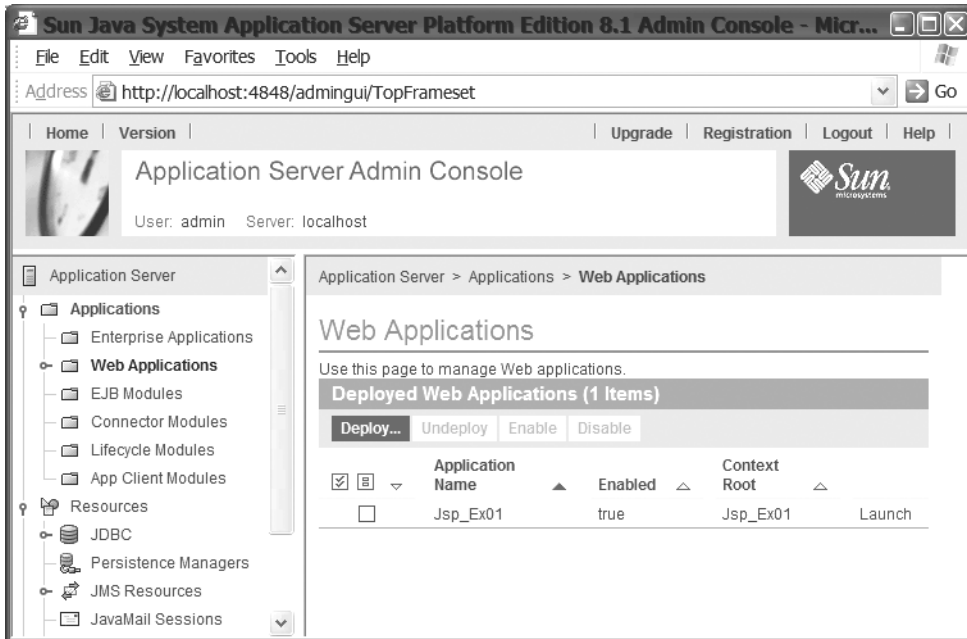 Sun Java System Application Server Platform Edition 8.1 Admin Console - Micr...
File Edit View Favorites Tools Help
Address http://localhost:4848/admingui/TopFrameset Go
Home Version Upgrade Registration Logout Help
Application Server Admin Console
Sun
microsystems
User: admin Server: localhost
Application Server
Applications
Enterprise Applications
Web Applications
EJB Modules
Connector Modules
Lifecycle Modules
App Client Modules
Resources
JDBC
Persistence Managers
JMS Resources
JavaMail Sessions
Application Server > Applications > Web Applications
Web Applications
Use this page to manage Web applications.
Deployed Web Applications (1 Items)
Deploy... Undeploy Enable Disable
Application Name Enabled Context Root
Jsp_Ex01 true Jsp_Ex01 Launch